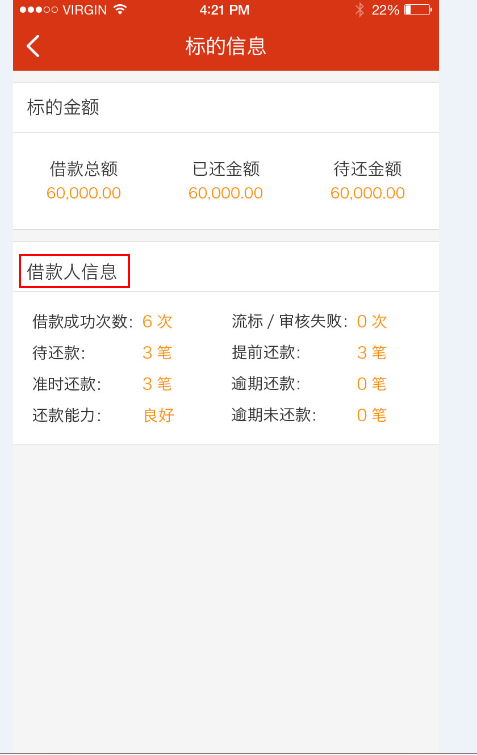 VIRGIN 4:21 PM 22%
标的信息
标的金额
借款总额 已还金额 待还金额
60,000.00 60,000.00 60,000.00
借款人信息
借款成功次数: 6 次 流标 / 审核失败: 0 次
待还款: 3 笔 提前还款: 3 笔
准时还款: 3 笔 逾期还款: 0 笔
还款能力: 良好 逾期未还款: 0 笔